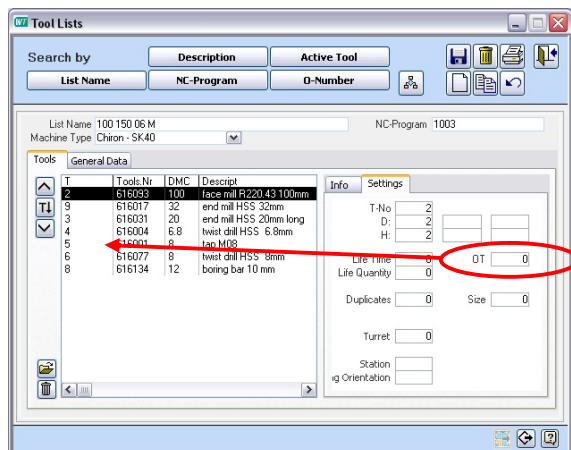 WT Tool Lists
Search by Description Active Tool
List Name NC-Program O-Number
List Name 100 150 06 M NC-Program 1003
Machine Type Chiron - SK40
Tools General Data
T Tools.Nr DMC Descript
2 616093 100 face mill R220.43 100mm
9 616017 32 end mill HSS 32mm
3 616031 20 end mill HSS 20mm long
4 616004 6.8 twist drill HSS 6.8mm
5 616001 8 tap M08
6 616077 8 twist drill HSS 8mm
8 616134 12 boring bar 10 mm
Info Settings
T-No 2
D: 2
H: 2
Life Time 0 OT 0
Life Quantity 0
Duplicates 0 Size 0
Turret 0
Station
ig Orientation